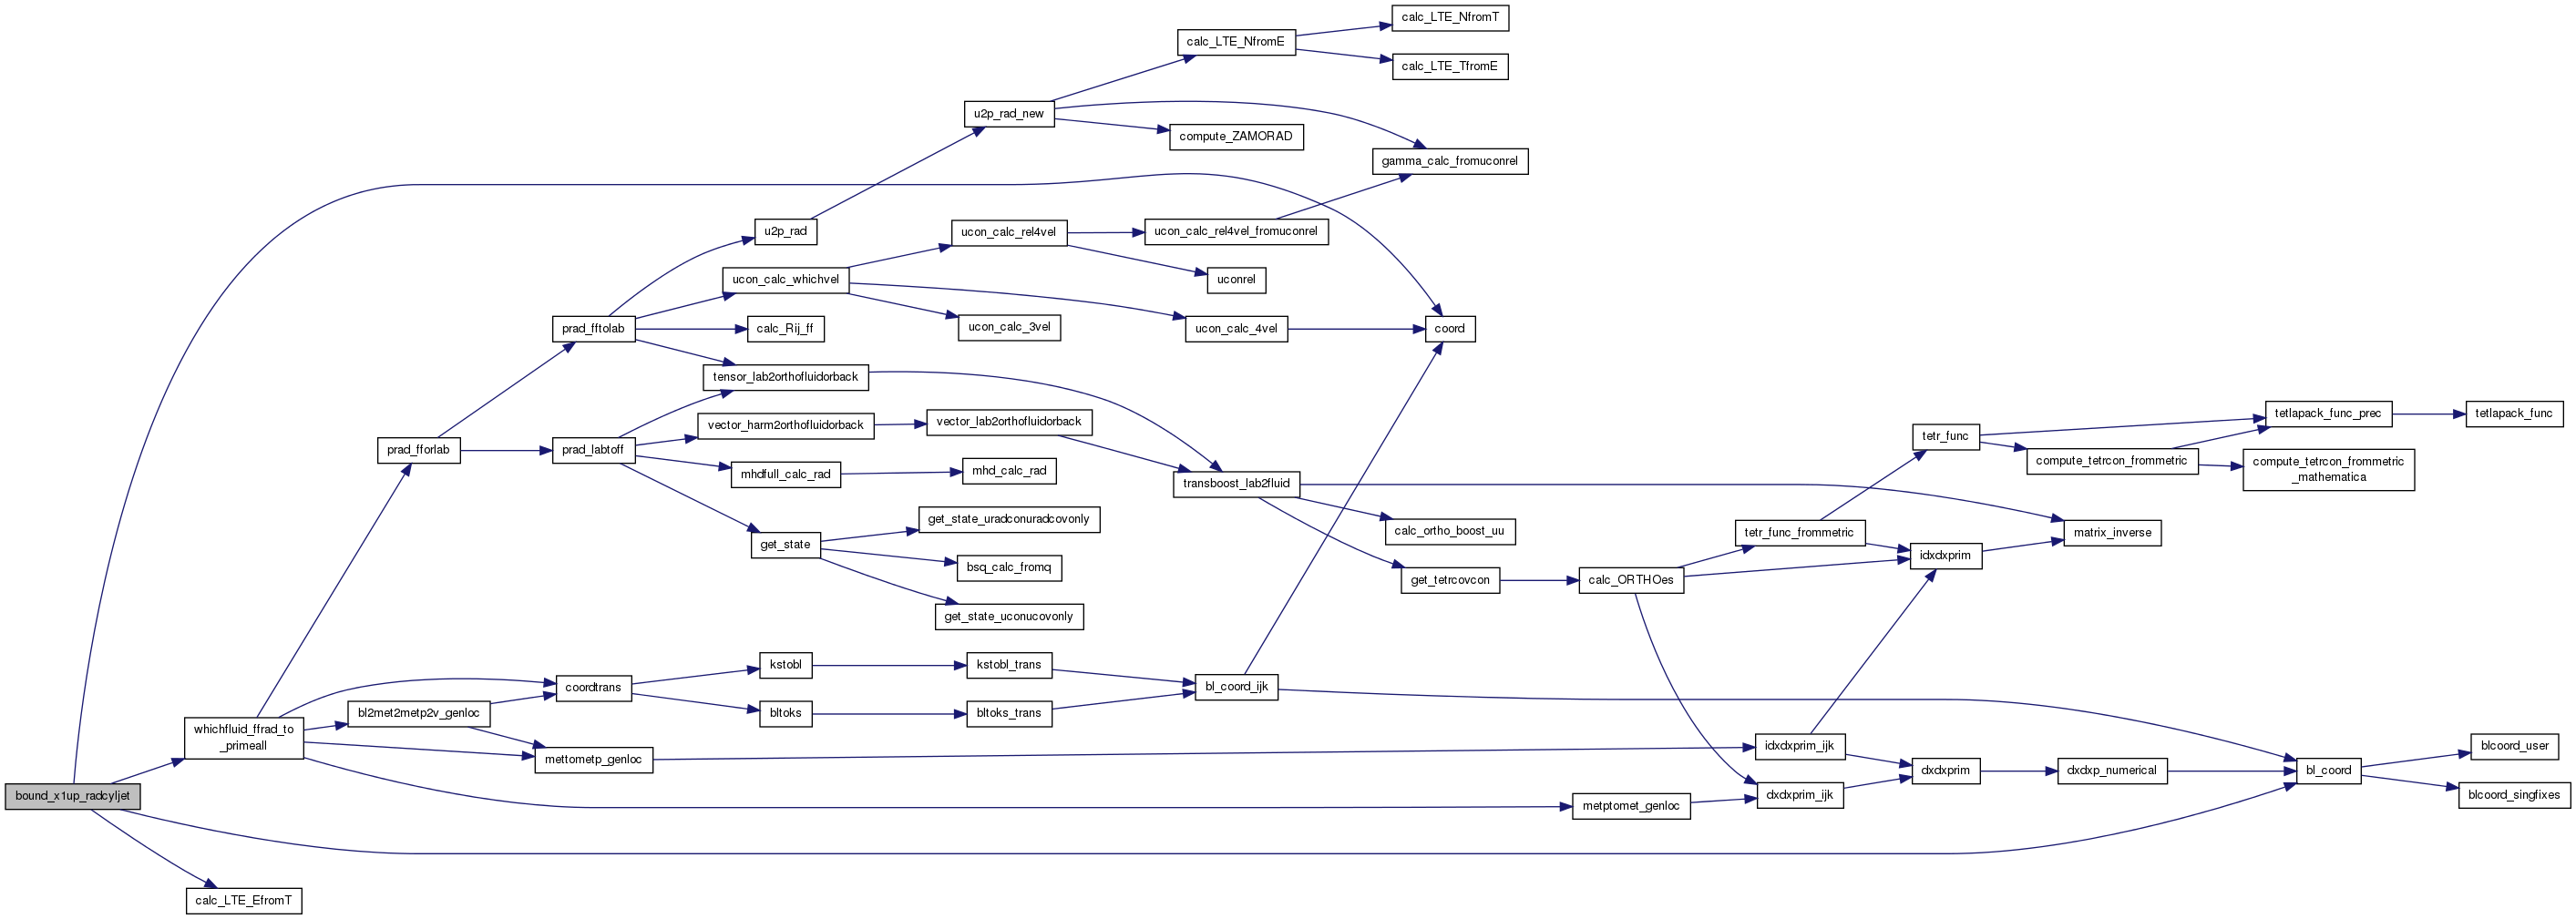 bound_x1up_radcyljet
whichfluid_ffrad_to
_primeall
calc_LTE_EfromT
prad_fforlab
bl2met2metp2v_genloc
prad_fftolab
prad_labtoff
coordtrans
mettometp_genloc
u2p_rad
ucon_calc_whichvel
calc_Rij_ff
tensor_lab2orthofluidorback
vector_harm2orthofluidorback
mhdfull_calc_rad
get_state
kstobl
bltoks
u2p_rad_new
ucon_calc_rel4vel
ucon_calc_3vel
vector_lab2orthofluidorback
mhd_calc_rad
get_state_uradconuradcovonly
bsq_calc_fromq
get_state_uconucovonly
kstobl_trans
bltoks_trans
calc_LTE_NfromE
compute_ZAMORAD
ucon_calc_rel4vel_fromuconrel
uconrel
ucon_calc_4vel
transboost_lab2fluid
bl_coord_ijk
calc_LTE_NfromT
calc_LTE_TfromE
gamma_calc_fromuconrel
coord
calc_ortho_boost_uu
get_tetrcovcon
calc_ORTHOes
metptomet_genloc
tetr_func_frommetric
idxdxprim_ijk
dxdxprim_ijk
tetr_func
idxdxprim
dxdxprim
compute_tetrcon_frommetric
matrix_inverse
dxdxp_numerical
tetlapack_func_prec
compute_tetrcon_frommetric
_mathematica
bl_coord
tetlapack_func
blcoord_user
blcoord_singfixes